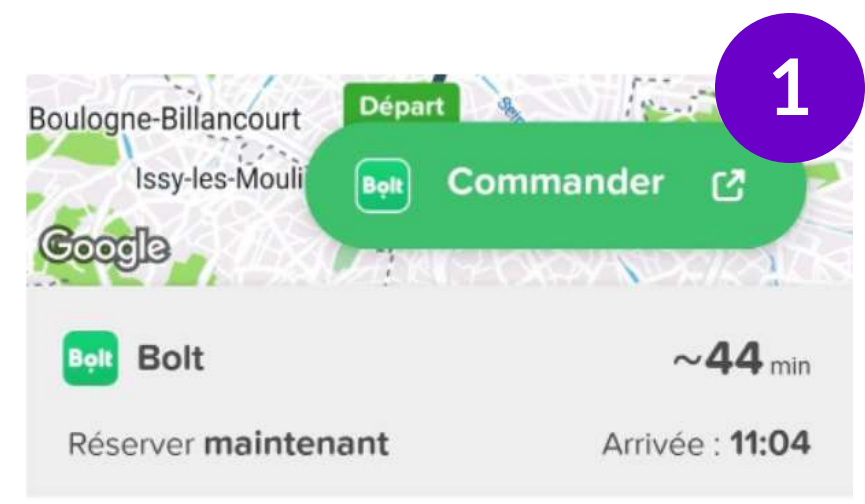 1
Boulogne-Billancourt
Départ
Issy-les-Mouli
Bolt Commander
Google
Bolt Bolt
~44 min
Réserver maintenant
Arrivée : 11:04